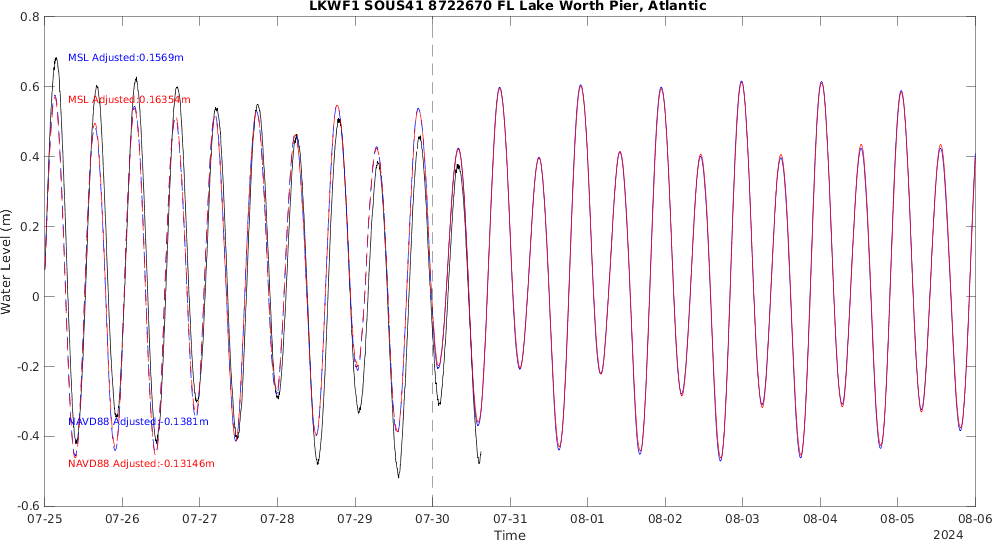 LKWF1 SOUS41 8722670 FL Lake Worth Pier, Atlantic
0.8
0.6
0.4
0.2
0
-0.2
-0.4
-0.6
Water Level (m)
MSL Adjusted:0.1569m
MSL Adjusted:0.16354m
NAVD88 Adjusted:-0.1381m
NAVD88 Adjusted:-0.13146m
07-25 07-26 07-27 07-28 07-29 07-30 07-31 08-01 08-02 08-03 08-04 08-05 08-06
Time
2024